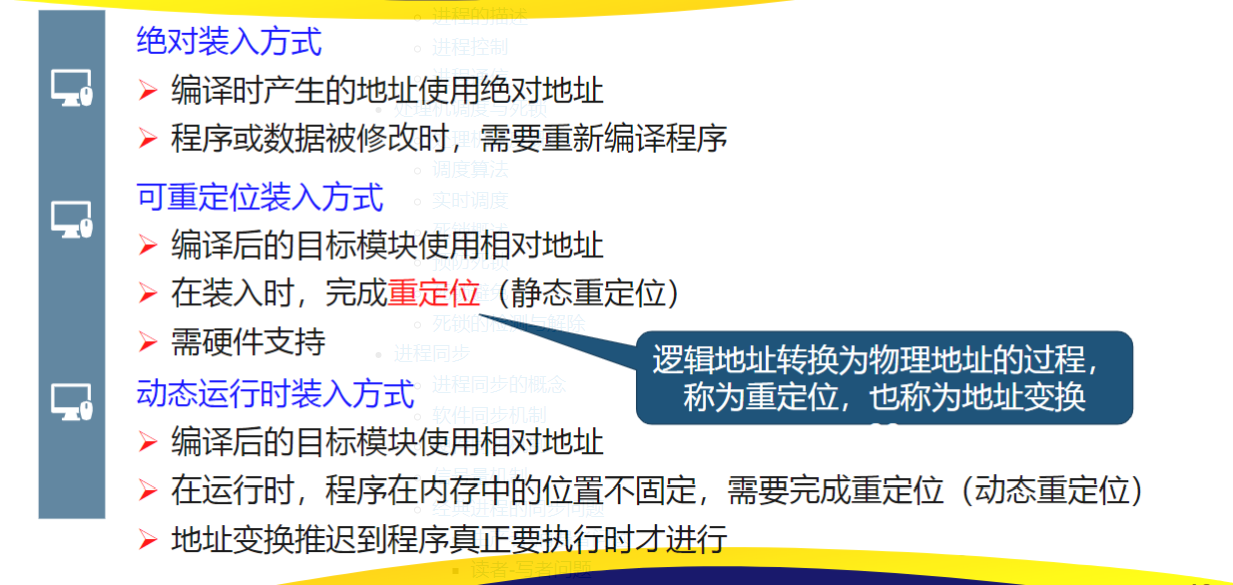 进程的描述
绝对装入方式
进程控制
编译时产生的地址使用绝对地址
程序或数据被修改时，需要重新编译程序
调度算法
可重定位装入方式
实时调度
编译后的目标模块使用相对地址
在装入时，完成重定位（静态重定位）
死锁的检测与解除
需硬件支持
进程同步
逻辑地址转换为物理地址的过程，
称为重定位，也称为地址变换
动态运行时装入方式
进程同步的概念
软件同步机制
编译后的目标模块使用相对地址
在运行时，程序在内存中的位置不固定，需要完成重定位（动态重定位）
经典进程的同步问题
地址变换推迟到程序真正要执行时才进行
读者-写者问题